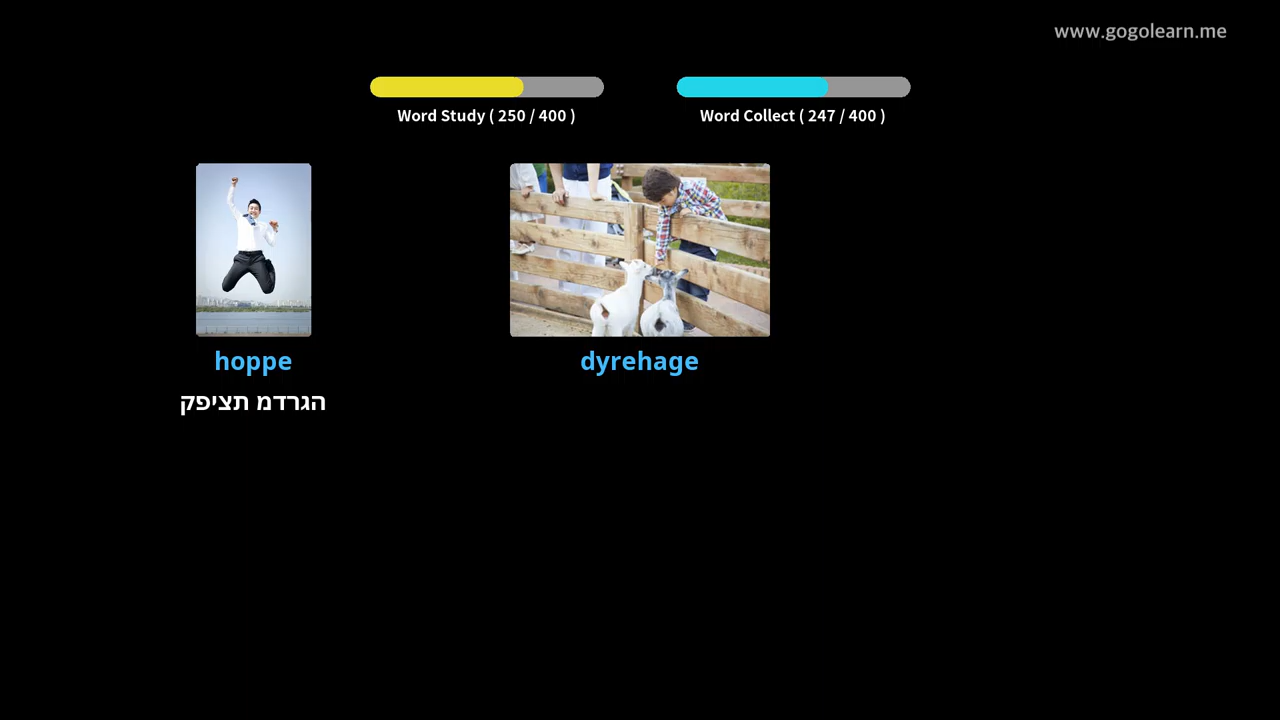 www.gogolearn.me
Word Study ( 250 / 400 )
Word Collect ( 247 / 400 )
hoppe
הגרדמ תציפק
dyrehage